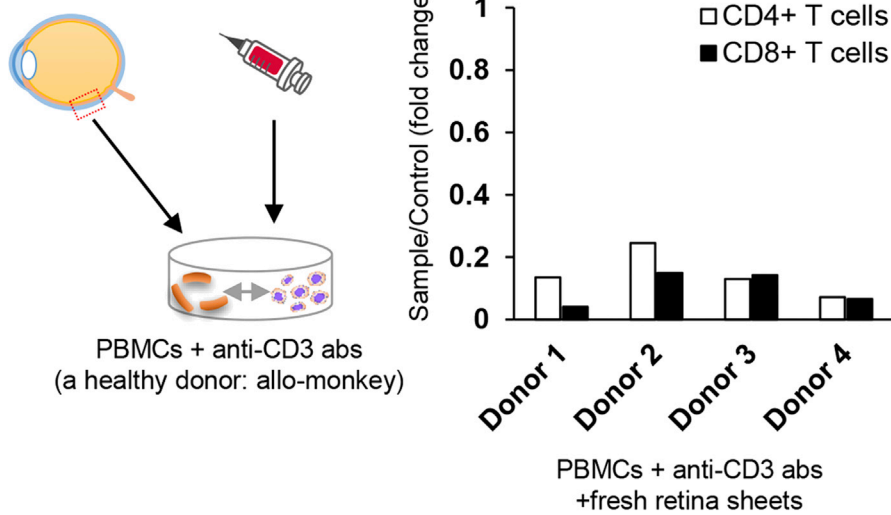 PBMCs + anti-CD3 abs
(a healthy donor: allo-monkey)
Sample/Control (fold change
1
0.8
0.6
0.4
0.2
0
CD4+ T cells
CD8+ T cells
Donor 1
Donor 2
Donor 3
Donor 4
PBMCs + anti-CD3 abs
+fresh retina sheets